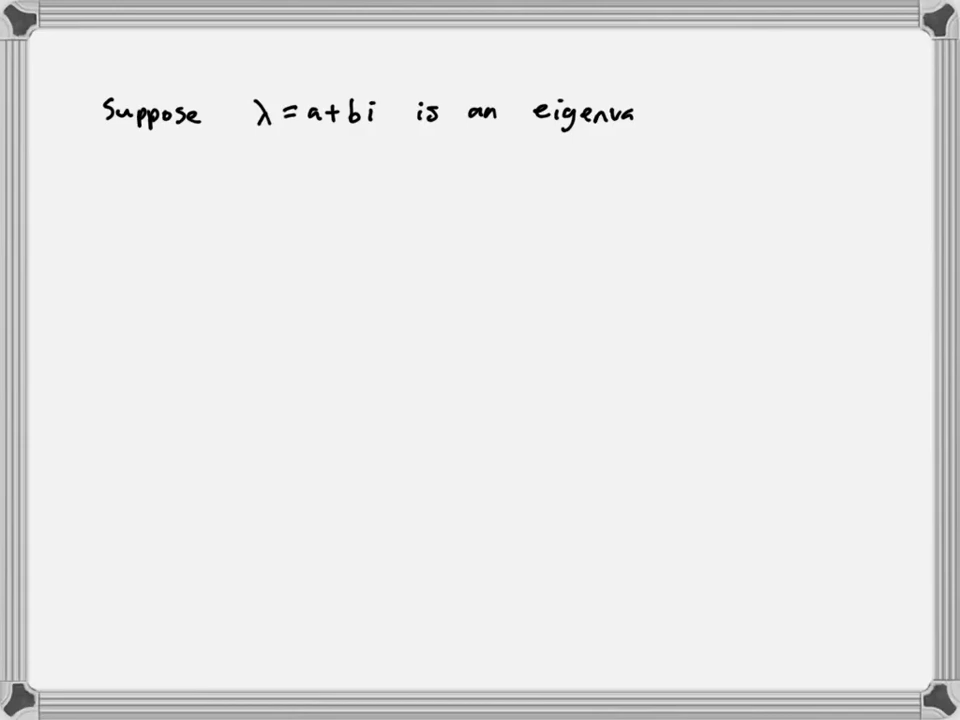 Suppose λ = a + bi is an eigenva